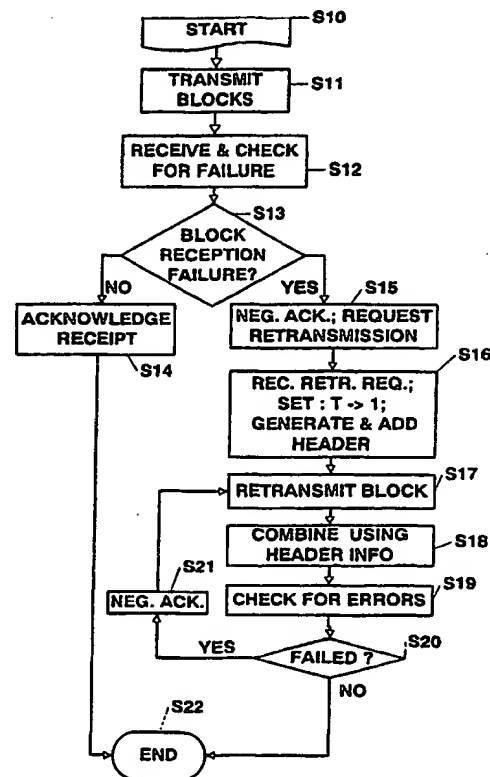 START
S10
TRANSMIT
BLOCKS
S11
RECEIVE & CHECK
FOR FAILURE
S12
S13
BLOCK
RECEPTION
FAILURE?
NO
YES
ACKNOWLEDGE
RECEIPT
S14
S15
NEG. ACK.; REQUEST
RETRANSMISSION
S16
REC. RETR. REQ.;
SET : T -> 1;
GENERATE & ADD
HEADER
S17
RETRANSMIT BLOCK
COMBINE USING
HEADER INFO
S18
S19
CHECK FOR ERRORS
S21
NEG. ACK.
YES
FAILED ?
S20
NO
S22
END